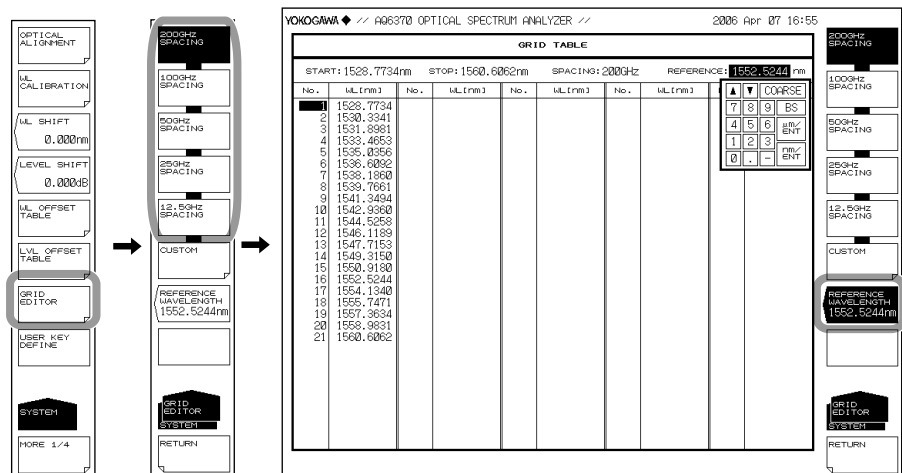 OPTICAL
ALIGNMENT
WL
CALIBRATION
WL SHIFT
0.000nm
LEVEL SHIFT
0.000dB
WL OFFSET
TABLE
LVL OFFSET
TABLE
GRID
EDITOR
USER KEY
DEFINE
SYSTEM
MORE 1/4
200GHz
SPACING
100GHz
SPACING
50GHz
SPACING
25GHz
SPACING
12.5GHz
SPACING
CUSTOM
REFERENCE
WAVELENGTH
1552.5244nm
GRID
EDITOR
SYSTEM
RETURN
YOKOGAWA ◆ // AQ6370 OPTICAL SPECTRUM ANALYZER // 2006 Apr 07 16:55
GRID TABLE
START:1528.7734nm STOP:1560.6062nm SPACING:200GHz REFERENCE: 1552.5244 nm
No. WL[nm] No. WL[nm] No. WL[nm] No. WL[nm]
1 1528.7734
2 1530.3341
3 1531.8981
4 1533.4653
5 1535.0356
6 1536.6092
7 1538.1860
8 1539.7661
9 1541.3494
10 1542.9360
11 1544.5258
12 1546.1189
13 1547.7153
14 1549.3150
15 1550.9180
16 1552.5244
17 1554.1340
18 1555.7471
19 1557.3634
20 1558.9831
21 1560.6062
▲ ▼ COARSE
7 8 9 BS
4 5 6 μm/
ENT
1 2 3 nm/
ENT
0 . -
200GHz
SPACING
100GHz
SPACING
50GHz
SPACING
25GHz
SPACING
12.5GHz
SPACING
CUSTOM
REFERENCE
WAVELENGTH
1552.5244nm
GRID
EDITOR
SYSTEM
RETURN